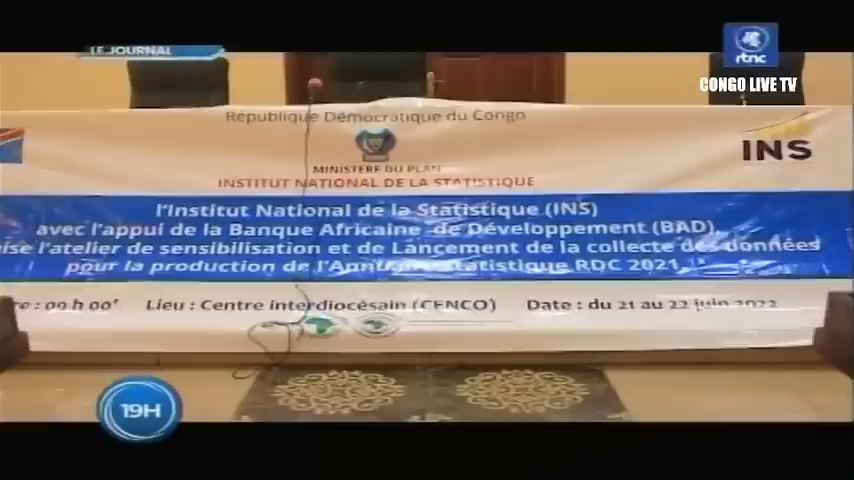 LE JOURNAL
rtnc
CONGO LIVE TV
République Démocratique du Congo
MINISTERE DU PLAN
INSTITUT NATIONAL DE LA STATISTIQUE
INS
l'Institut National de la Statistique (INS)
avec l'appui de la Banque Africaine de Développement (BAD),
l'atelier de sensibilisation et de Lancement de la collecte des données
pour la production de l'Annuaire Statistique RDC 2021
: 09 h 00' Lieu : Centre interdiocésain (CENCO) Date : du 21 au 22 juin 2022
19H